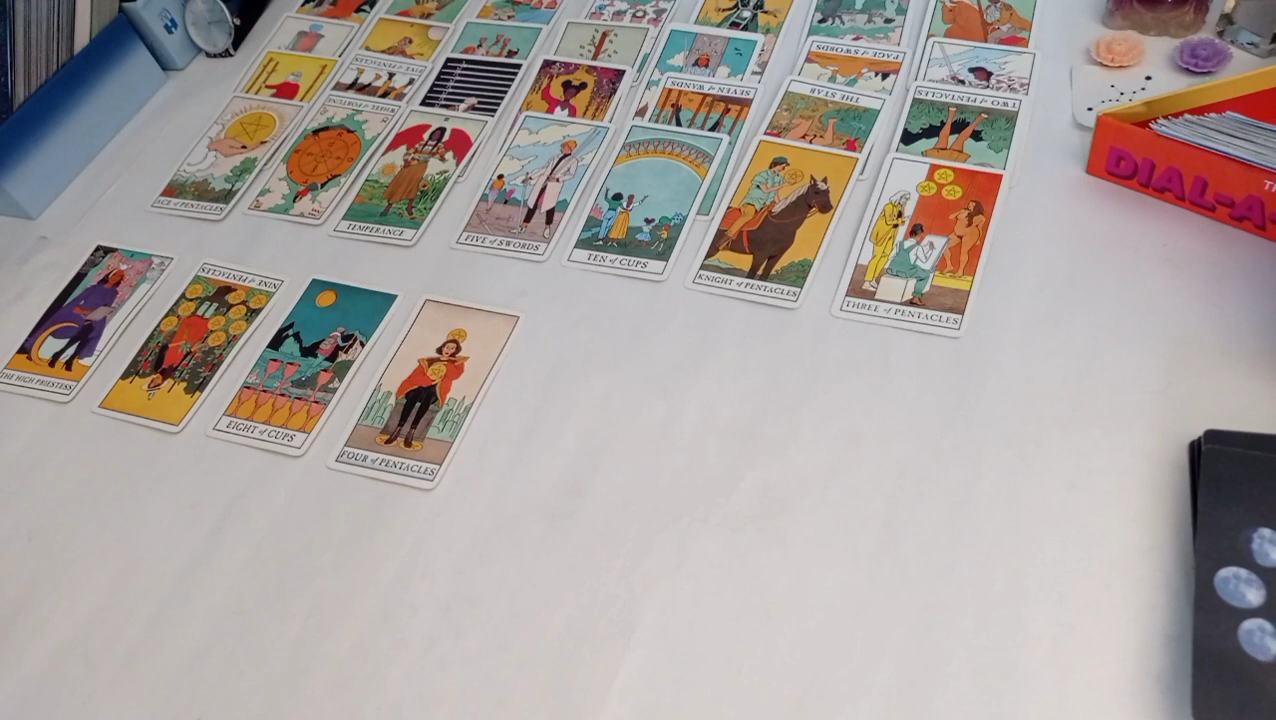 PAGE of SWORDS
FIVE of PENTACLES
SEVEN of WANDS
THE STAR
TWO of PENTACLES
ACE of PENTACLES
WHEEL of FORTUNE
TEMPERANCE
FIVE of SWORDS
TEN of CUPS
KNIGHT of PENTACLES
THREE of PENTACLES
DIAL-A-
THE HIGH PRIESTESS
NINE of PENTACLES
EIGHT of CUPS
FOUR of PENTACLES